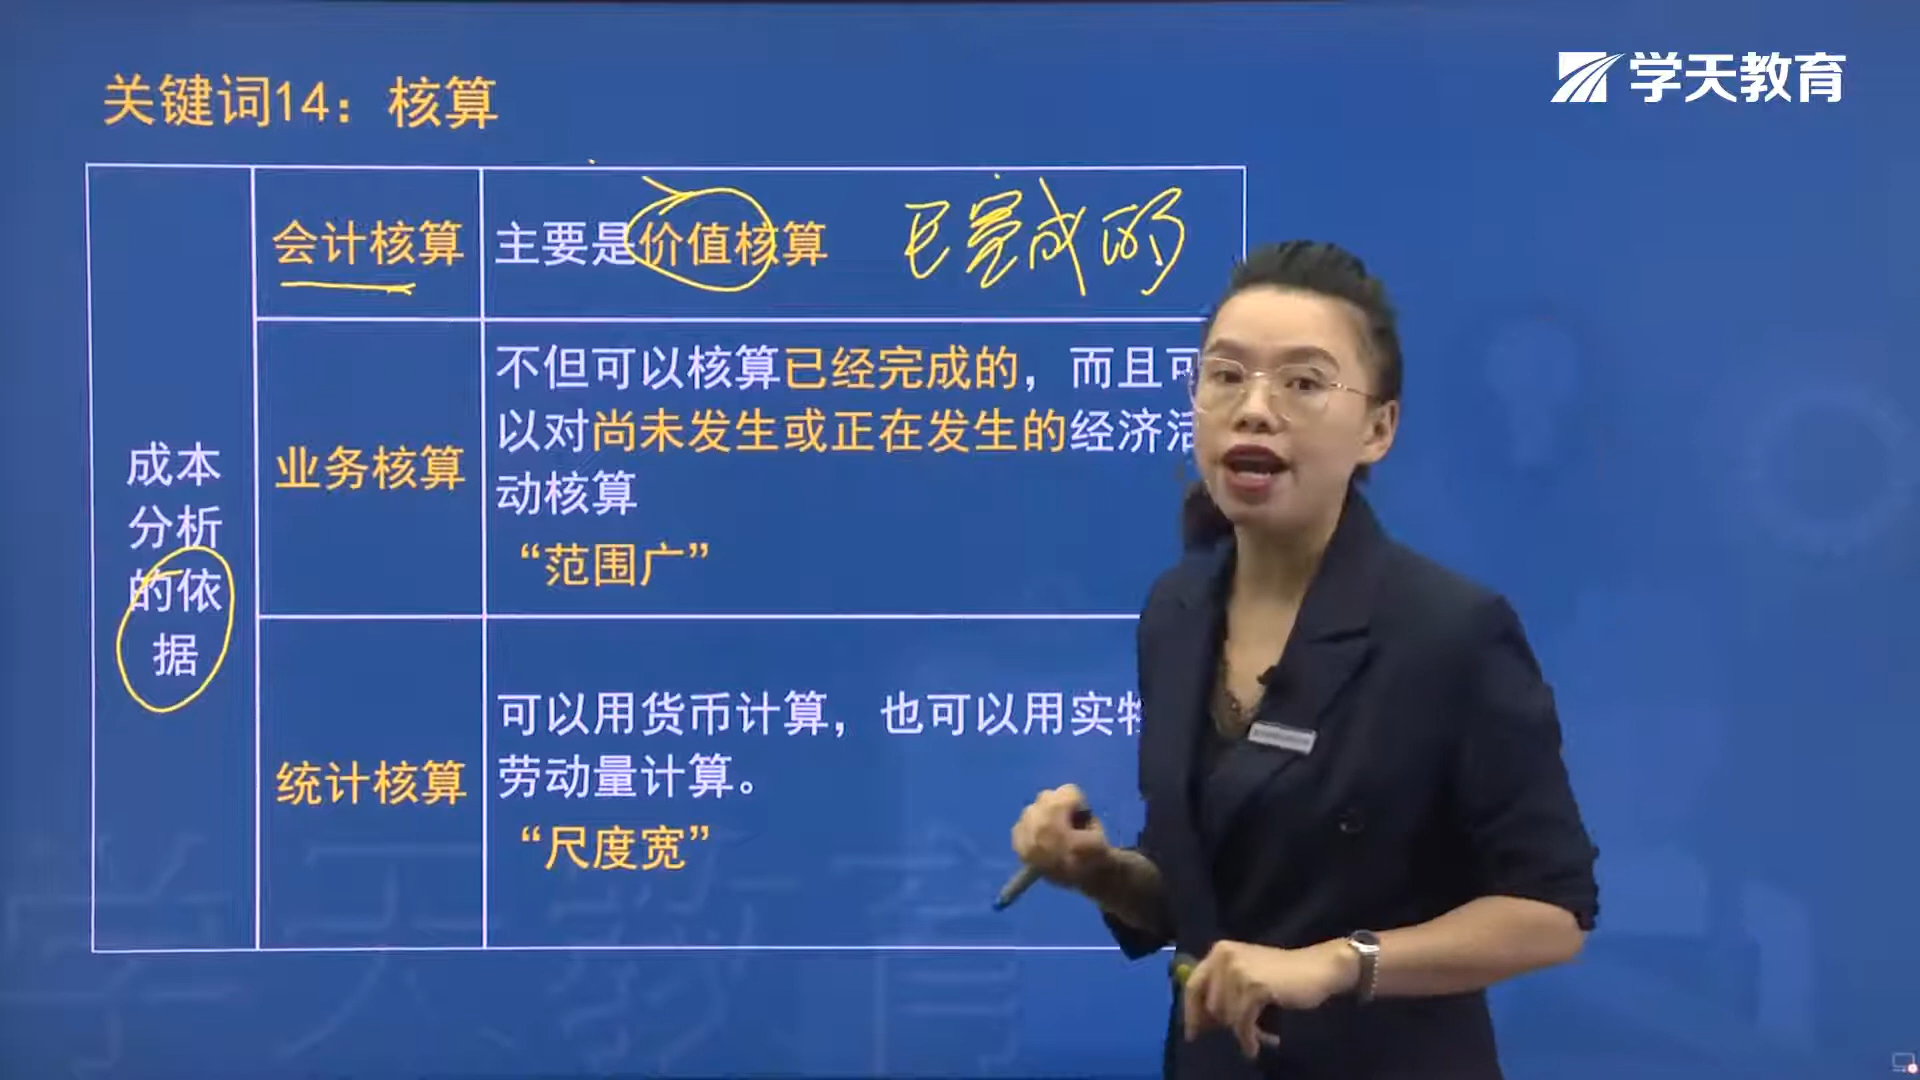 关键词14：核算
学天教育
会计核算
主要是价值核算
已完成的
成本
分析
的依
据
业务核算
不但可以核算已经完成的，而且可
以对尚未发生或正在发生的经济活
动核算
“范围广”
统计核算
可以用货币计算，也可以用实物
劳动量计算。
“尺度宽”
学天教育